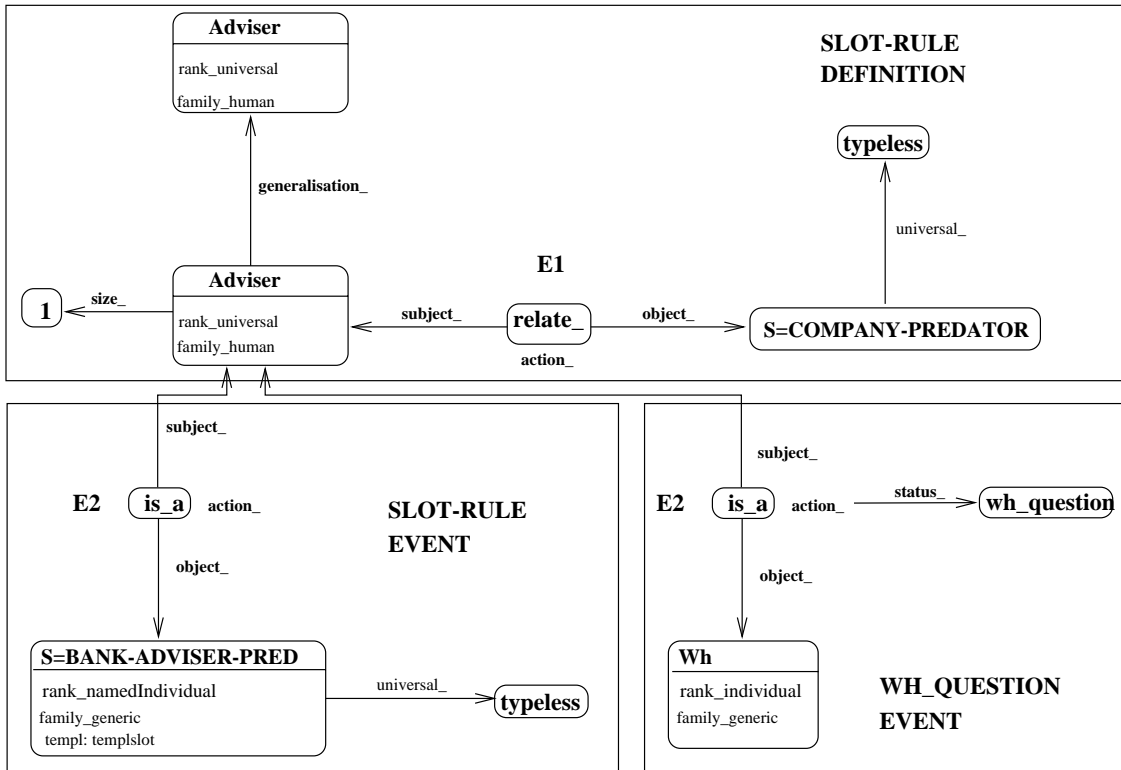 Adviser
rank_universal
family_human
SLOT-RULE
DEFINITION
typeless
generalisation_
universal_
E1
Adviser
rank_universal
family_human
1
size_
subject_
relate_
object_
action_
S=COMPANY-PREDATOR
subject_
E2
is_a
action_
SLOT-RULE
EVENT
object_
S=BANK-ADVISER-PRED
rank_namedIndividual
family_generic
templ: templslot
universal_
typeless
subject_
E2
is_a
action_
status_
wh_question
object_
Wh
rank_individual
family_generic
WH_QUESTION
EVENT